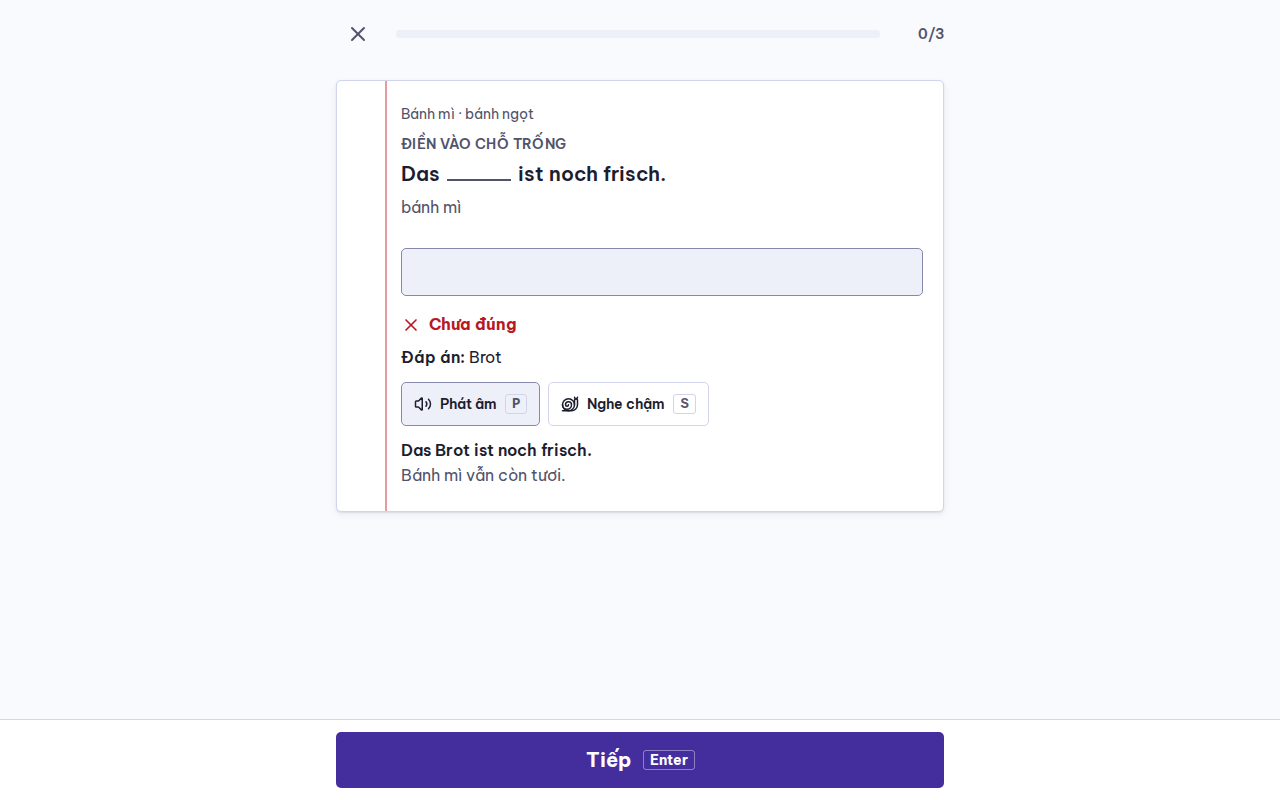 0/3
Bánh mì · bánh ngọt
ĐIỀN VÀO CHỖ TRỐNG
Das ______ ist noch frisch.
bánh mì
Chưa đúng
Đáp án: Brot
Phát âm P Nghe chậm S
Das Brot ist noch frisch.
Bánh mì vẫn còn tươi.
Tiếp Enter